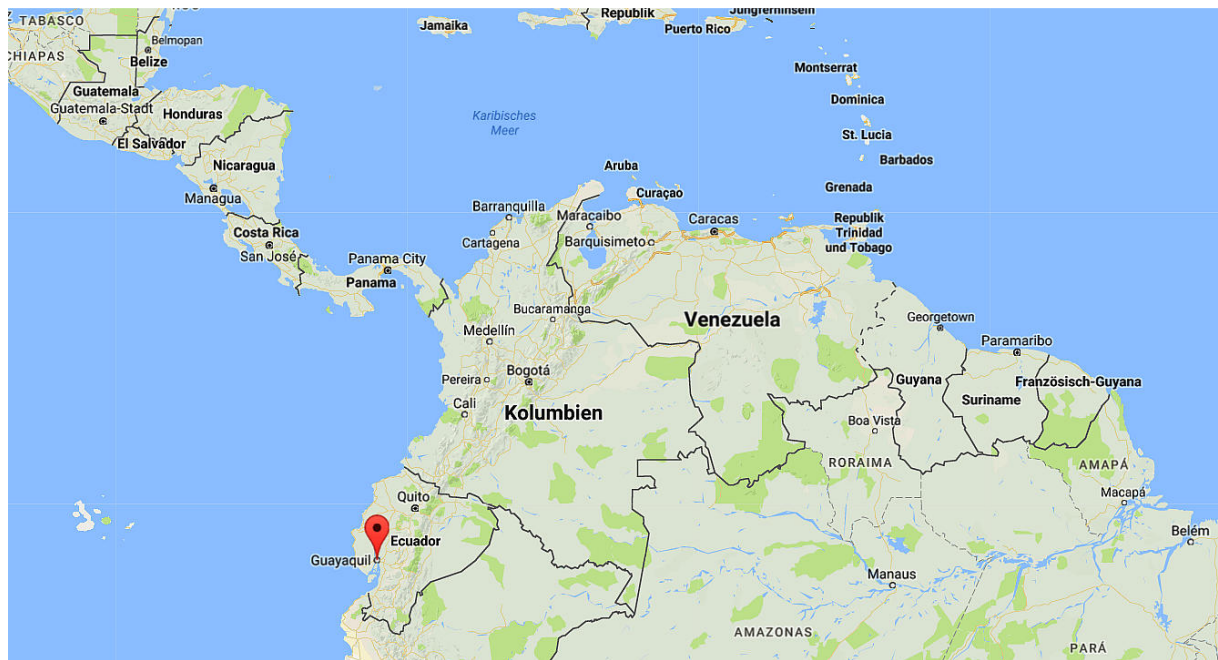 TABASCO
Republik
Jungferninseln
Jamaika
Puerto Rico
Belmopan
Belize
CHIAPAS
Montserrat
Guatemala
Dominica
Guatemala-Stadt
Honduras
Karibisches
Meer
St. Lucia
El Salvador
Barbados
Nicaragua
Aruba
Managua
Curaçao
Grenada
Barranquilla
Maracaibo
Caracas
Republik
Trinidad
und Tobago
Costa Rica
San José
Cartagena
Barquisimeto
Panama City
Panama
Bucaramanga
Venezuela
Georgetown
Medellín
Paramaribo
Pereira
Bogotá
Guyana
Französisch-Guyana
Cali
Kolumbien
Suriname
Boa Vista
RORAIMA
AMAPÁ
Quito
Macapá
Ecuador
Belém
Guayaquil
Manaus
AMAZONAS
PARÁ